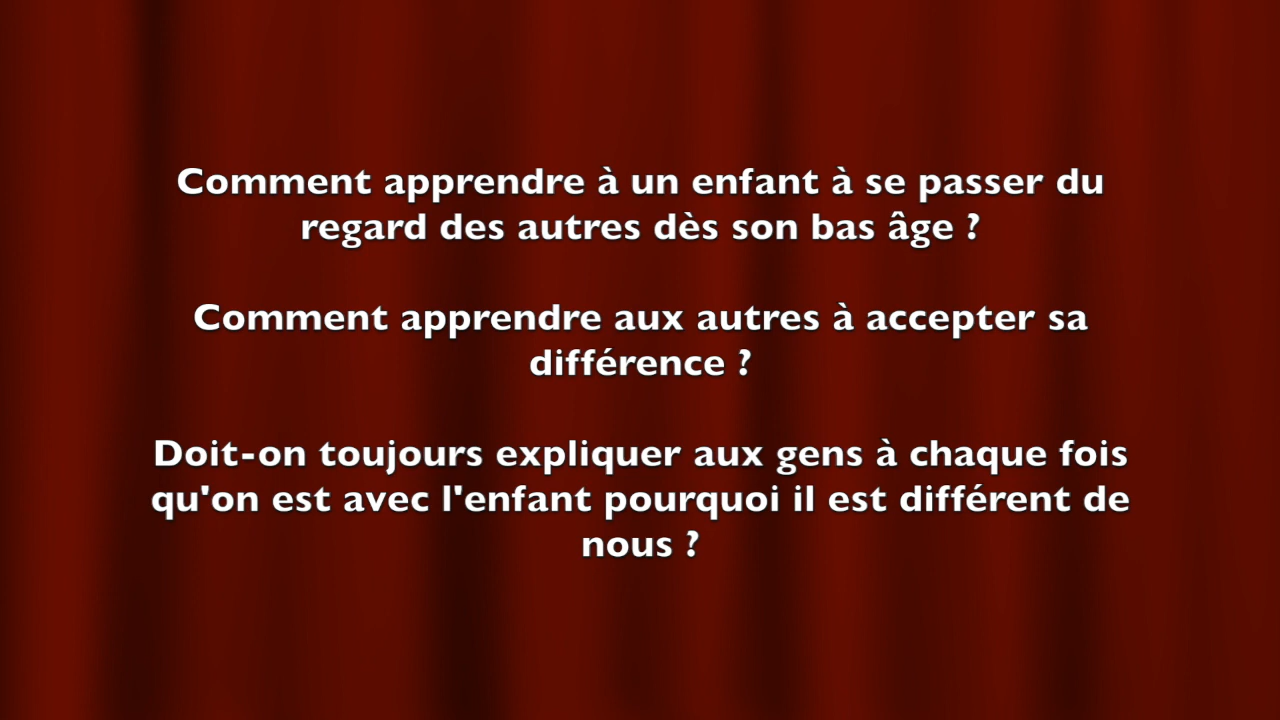 Comment apprendre à un enfant à se passer du
regard des autres dès son bas âge ?
Comment apprendre aux autres à accepter sa
différence ?
Doit-on toujours expliquer aux gens à chaque fois
qu'on est avec l'enfant pourquoi il est différent de
nous ?